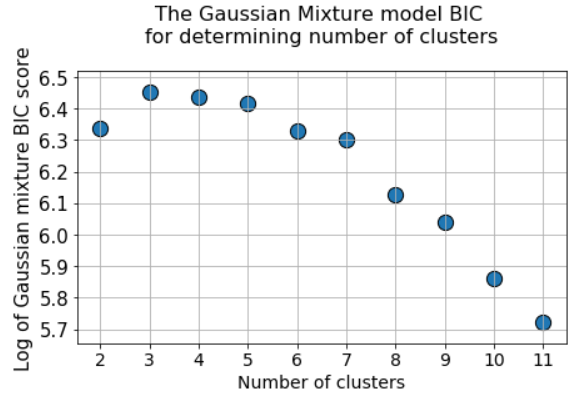 The Gaussian Mixture model BIC
for determining number of clusters
Log of Gaussian mixture BIC score
6.5
6.4
6.3
6.2
6.1
6.0
5.9
5.8
5.7
2 3 4 5 6 7 8 9 10 11
Number of clusters